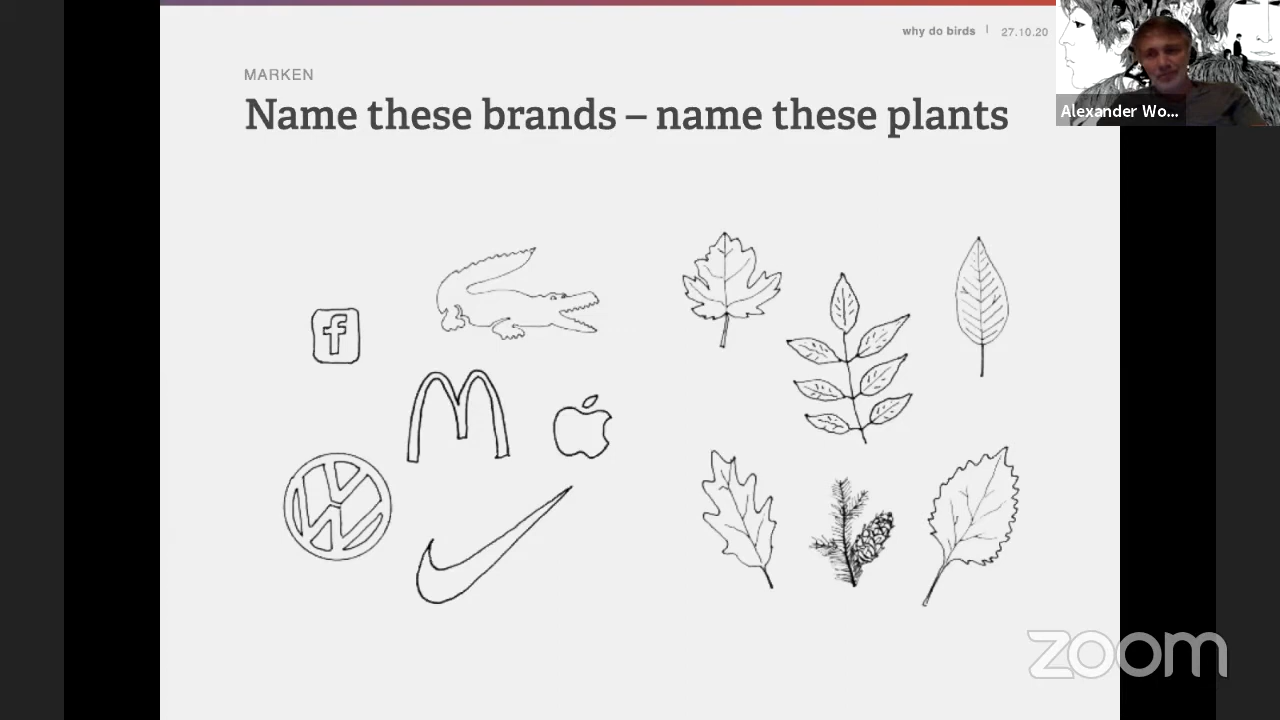 why do birds | 27.10.20
MARKEN
Name these brands – name these plants
Alexander Wo...
f
zoom